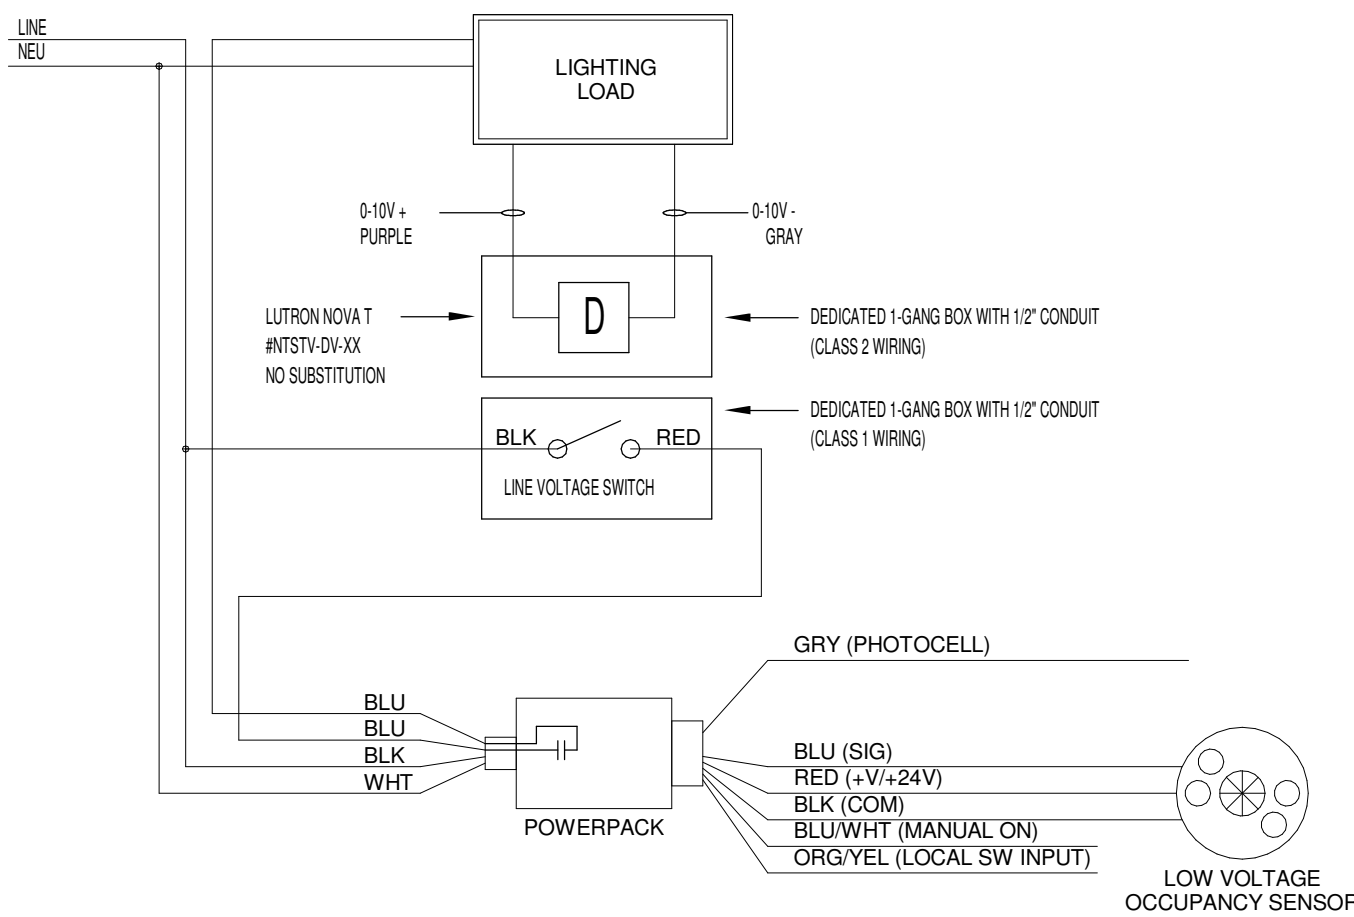 LINE
NEU
LIGHTING
LOAD
0-10V +
PURPLE
0-10V -
GRAY
D
LUTRON NOVA T
#NTSTV-DV-XX
NO SUBSTITUTION
DEDICATED 1-GANG BOX WITH 1/2" CONDUIT
(CLASS 2 WIRING)
DEDICATED 1-GANG BOX WITH 1/2" CONDUIT
(CLASS 1 WIRING)
BLK
RED
LINE VOLTAGE SWITCH
GRY (PHOTOCELL)
BLU
BLU
BLK
WHT
POWERPACK
BLU (SIG)
RED (+V/+24V)
BLK (COM)
BLU/WHT (MANUAL ON)
ORG/YEL (LOCAL SW INPUT)
LOW VOLTAGE
OCCUPANCY SENSOR